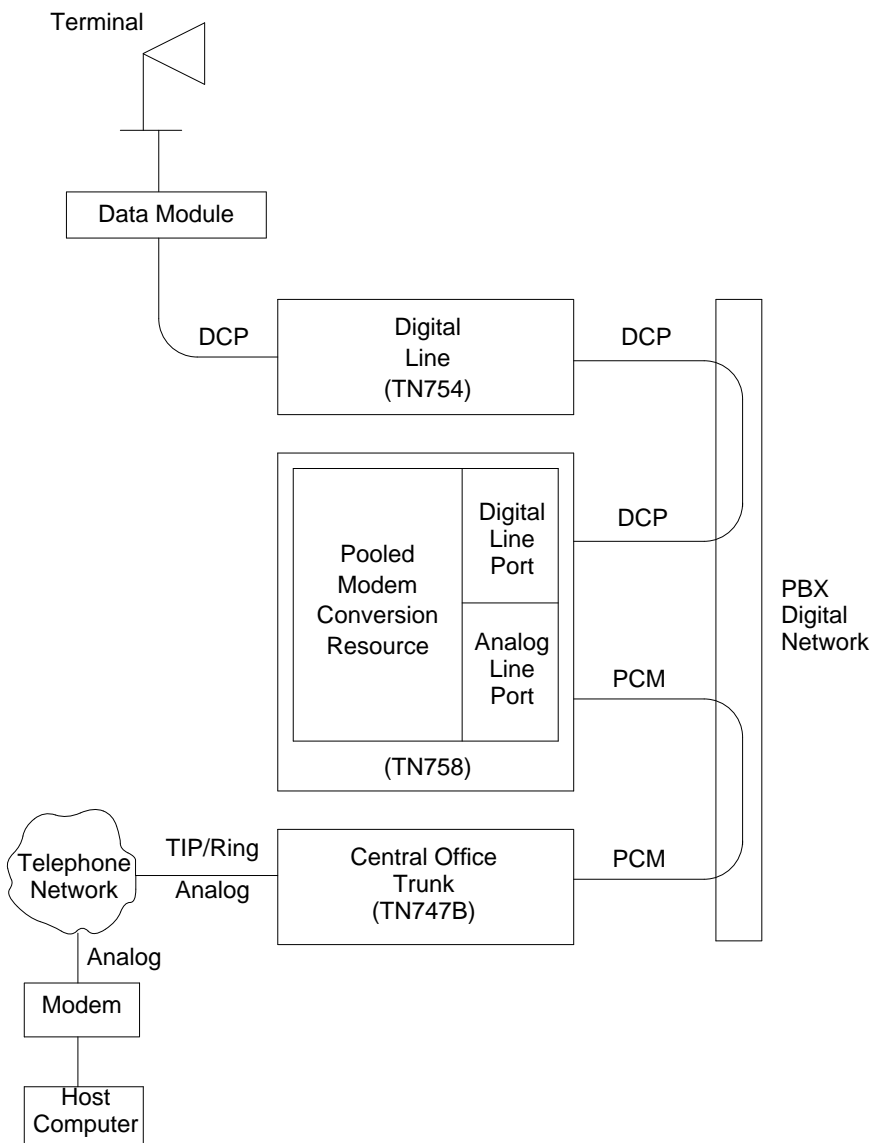 Terminal
Data Module
DCP
Digital
Line
(TN754)
DCP
Pooled
Modem
Conversion
Resource
Digital
Line
Port
Analog
Line
Port
(TN758)
DCP
PCM
PBX
Digital
Network
Telephone
Network
TIP/Ring
Analog
Central Office
Trunk
(TN747B)
PCM
Analog
Modem
Host
Computer